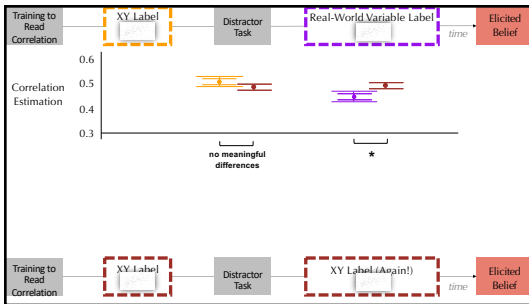 Training to
Read
Correlation
XY Label
Distractor
Task
Real-World Variable Label
time
Elicited
Belief
Correlation
Estimation
0.6
0.5
0.4
0.3
no meaningful
differences
*
Training to
Read
Correlation
XY Label
Distractor
Task
XY Label (Again!)
time
Elicited
Belief